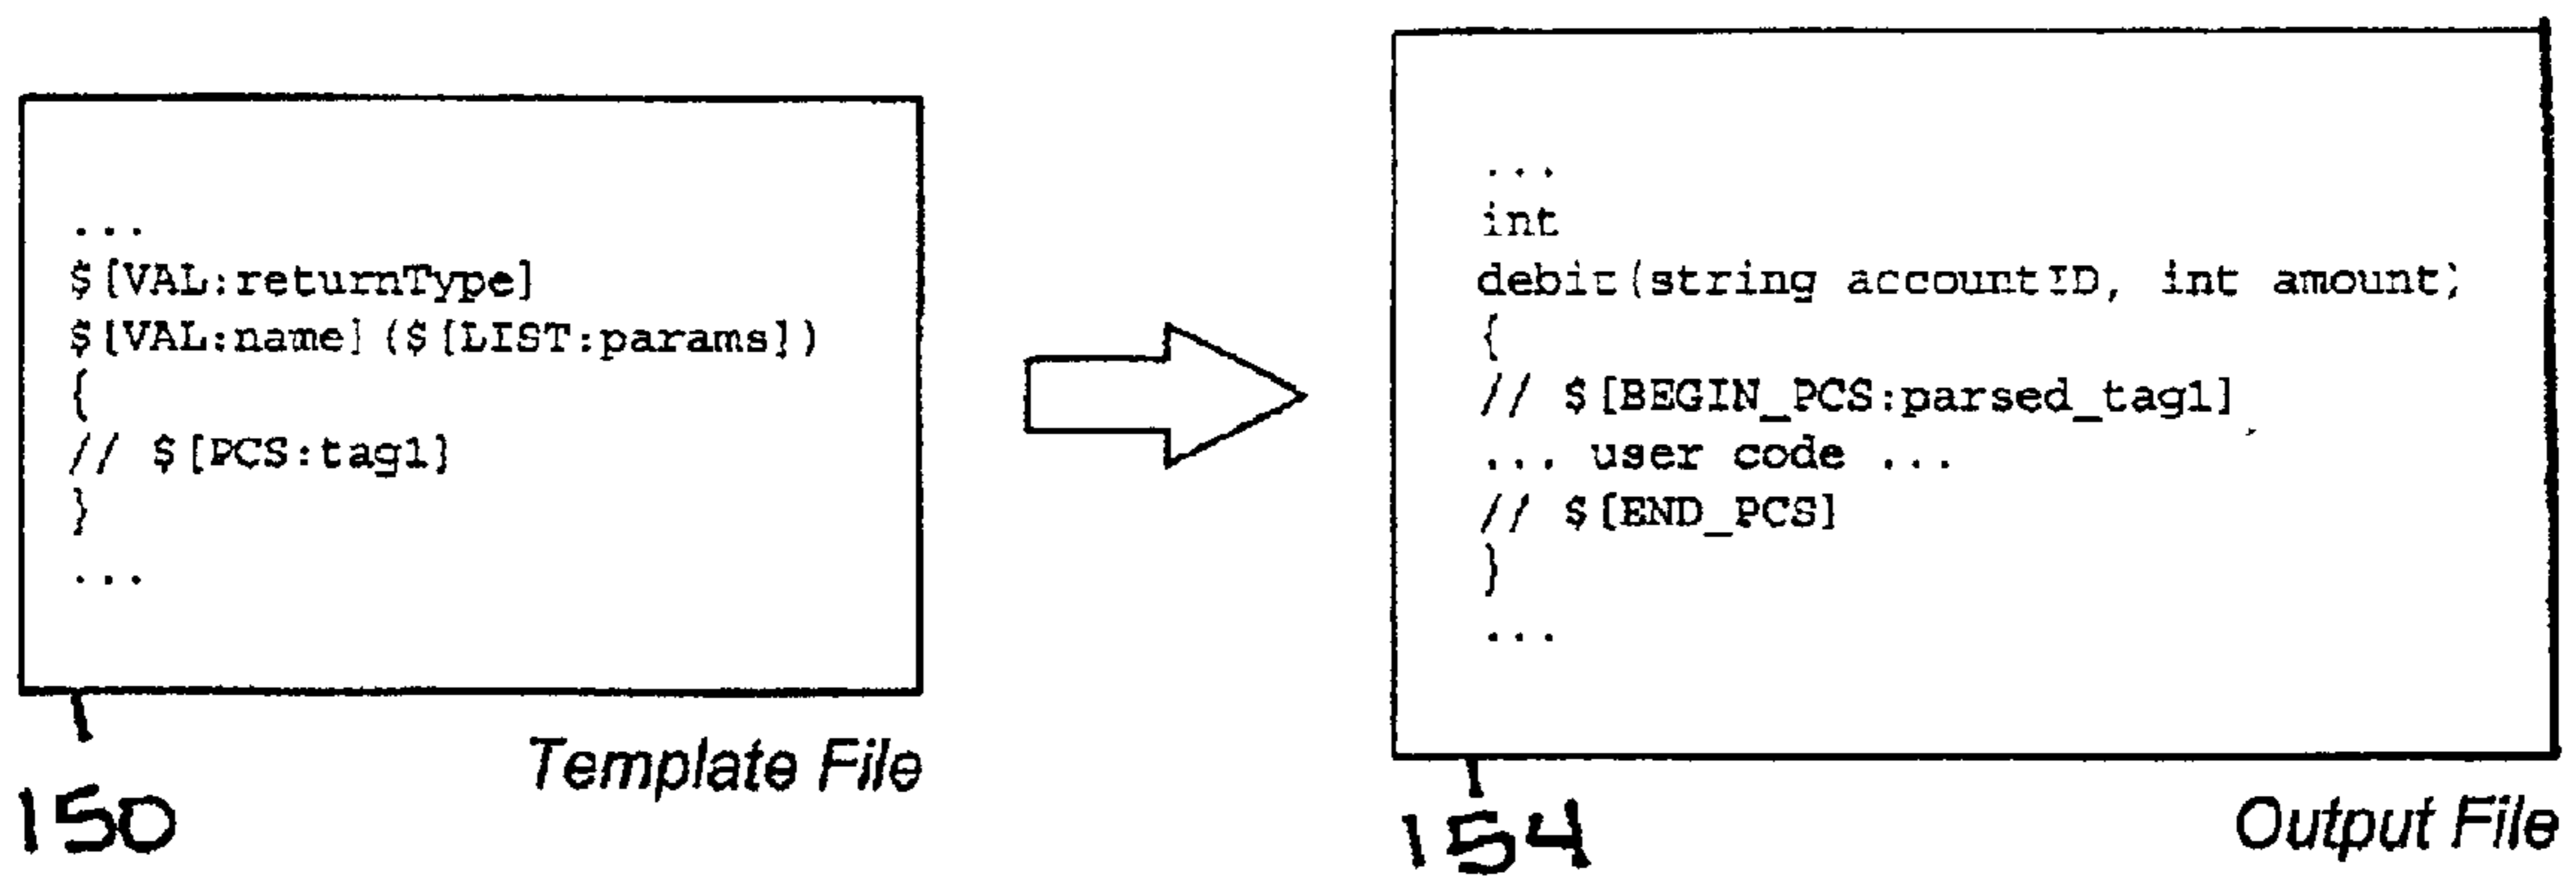 ...
$[VAL:returnType]
$[VAL:name]($[LIST:params])
{
// $[PCS:tag1]
}
...
Template File
150
...
int
debit(string accountID, int amount)
{
// $[BEGIN_PCS:parsed_tag1]
... user code ...
// $[END_PCS]
}
...
Output File
154